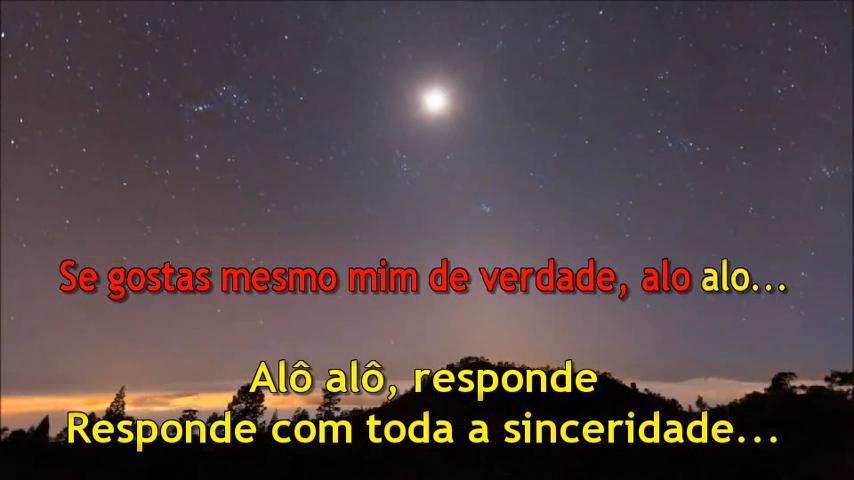 Se gostas mesmo mim de verdade, alo alo...
Alô alô, responde
Responde com toda a sinceridade...